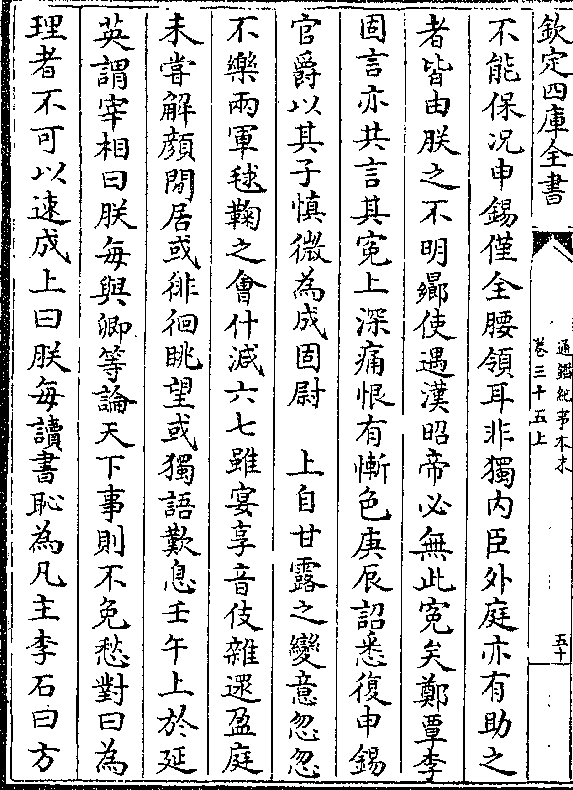 欽定四庫全書
通鑑紀事本末
卷三十五上
五十
不能保况申錫僅全腰領耳非獨内臣外庭亦有助之
者皆由朕之不明曏使遇漢昭帝必無此寃矣鄭覃李
固言亦共言其寃上深痛恨有慚色庚辰詔悉復申錫
官爵以其子慎微為成固尉　上自甘露之變意忽忽
不樂兩軍毬鞠之會什減六七雖宴享音伎雜遝盈庭
未嘗解顔閒居或徘徊眺望或獨語歎息壬午上於延
英謂宰相曰朕每與卿等論天下事則不免愁對曰為
理者不可以速成上曰朕每讀書恥為凡主李石曰方